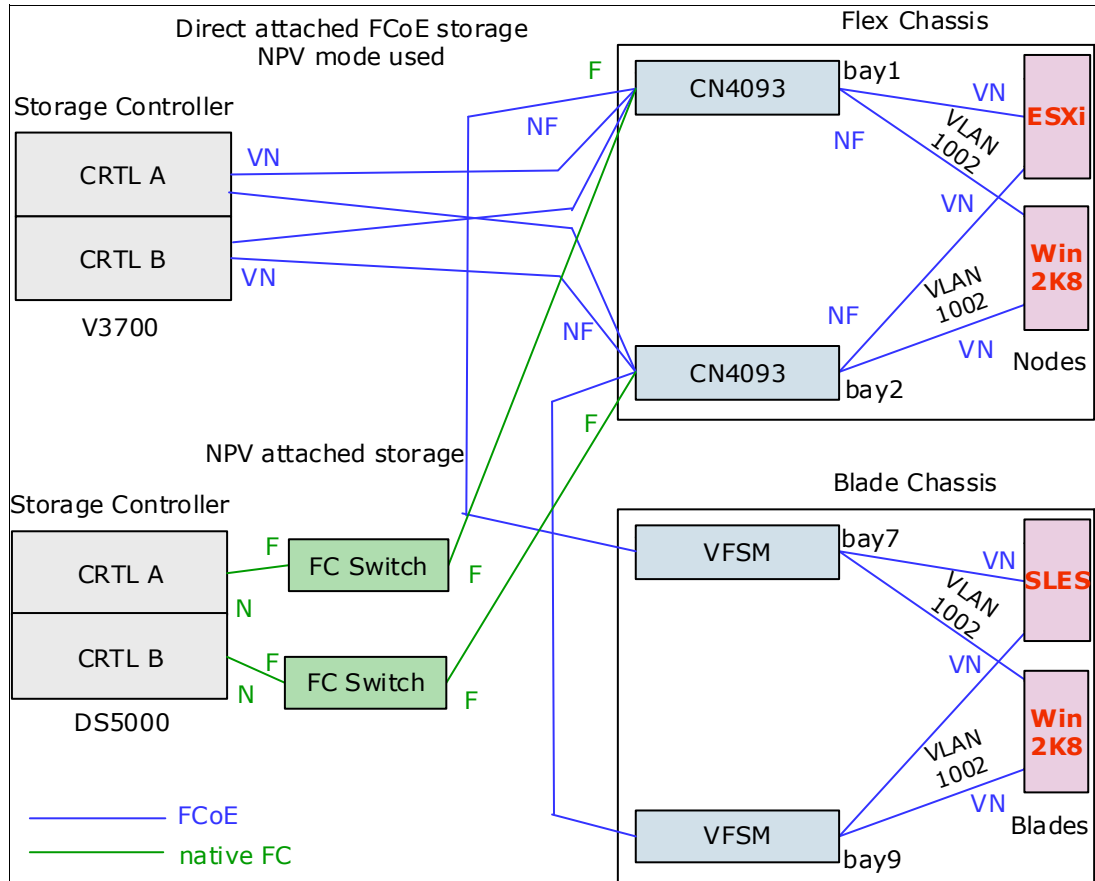 Direct attached FCoE storage
NPV mode used
Flex Chassis
Storage Controller
CRTL A
CRTL B
V3700
VN
VN
NF
NF
F
F
CN4093
bay1
CN4093
bay2
NF
NF
VN
VLAN
1002
VN
VLAN
1002
VN
ESXi
Win
2K8
Nodes
NPV attached storage
Storage Controller
CRTL A
CRTL B
DS5000
F
N
F
N
FC Switch
F
FC Switch
F
Blade Chassis
VFSM
bay7
VFSM
bay9
VN
VLAN
1002
VN
VLAN
1002
VN
SLES
Win
2K8
Blades
FCoE
native FC